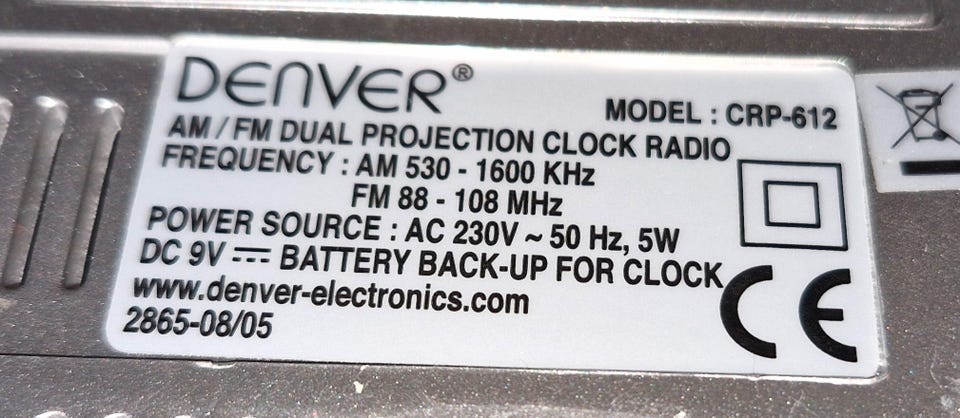 DENVER®
MODEL : CRP-612
AM / FM DUAL PROJECTION CLOCK RADIO
FREQUENCY : AM 530 - 1600 KHz
FM 88 - 108 MHz
POWER SOURCE : AC 230V ~ 50 Hz, 5W
DC 9V ⎓ BATTERY BACK-UP FOR CLOCK
www.denver-electronics.com
2865-08/05
CE